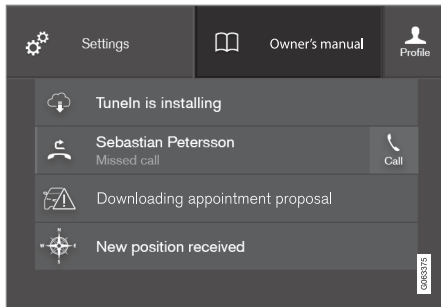 Settings
Owner's manual
Profile
TuneIn is installing
Sebastian Petersson
Missed call
Call
Downloading appointment proposal
New position received
G063375